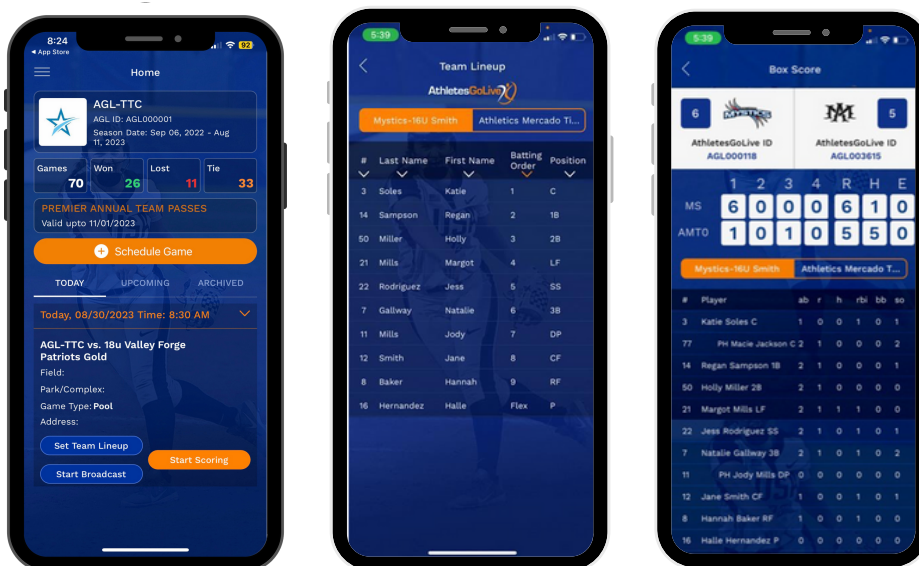 8:24
92
App Store
Home
AGL-TTC
AGL ID: AGL000001
Season Date: Sep 06, 2022 - Aug
11, 2023
Games Won Lost Tie
70 26 11 33
PREMIER ANNUAL TEAM PASSES
Valid upto 11/01/2023
Schedule Game
TODAY UPCOMING ARCHIVED
Today, 08/30/2023 Time: 8:30 AM
AGL-TTC vs. 18u Valley Forge
Patriots Gold
Field:
Park/Complex:
Game Type: Pool
Address:
Set Team Lineup
Start Scoring
Start Broadcast
5:39
Team Lineup
AthletesGoLive
Mystics-16U Smith Athletics Mercado Ti...
# Last Name First Name Batting Order Position
3 Soles Katie 1 C
14 Sampson Regan 2 1B
50 Miller Holly 3 2B
21 Mills Margot 4 LF
22 Rodriguez Jess 5 SS
7 Gallway Natalie 6 3B
11 Mills Jody 7 DP
12 Smith Jane 8 CF
8 Baker Hannah 9 RF
16 Hernandez Halle Flex P
5:39
Box Score
6 MYSTICS 5
AthletesGoLive ID AthletesGoLive ID
AGL000118 AGL003615
1 2 3 4 R H E
MS 6 0 0 0 6 1 0
AMTO 1 0 1 0 5 5 0
Mystics-16U Smith Athletics Mercado T...
# Player ab r h rbi bb so
3 Katie Soles C 1 0 0 1 0 1
77 PH Macie Jackson C 2 1 0 0 0 2
14 Regan Sampson 1B 2 1 0 0 0 1
50 Holly Miller 2B 2 1 0 0 0 0
21 Margot Mills LF 2 1 1 1 0 0
22 Jess Rodriguez SS 2 1 0 1 0 1
7 Natalie Gallway 3B 2 1 0 1 0 2
11 PH Jody Mills DP 0 0 0 0 0 0
12 Jane Smith CF 1 0 0 1 0 1
8 Hannah Baker RF 1 0 0 1 0 0
16 Halle Hernandez P 0 0 0 0 0 0